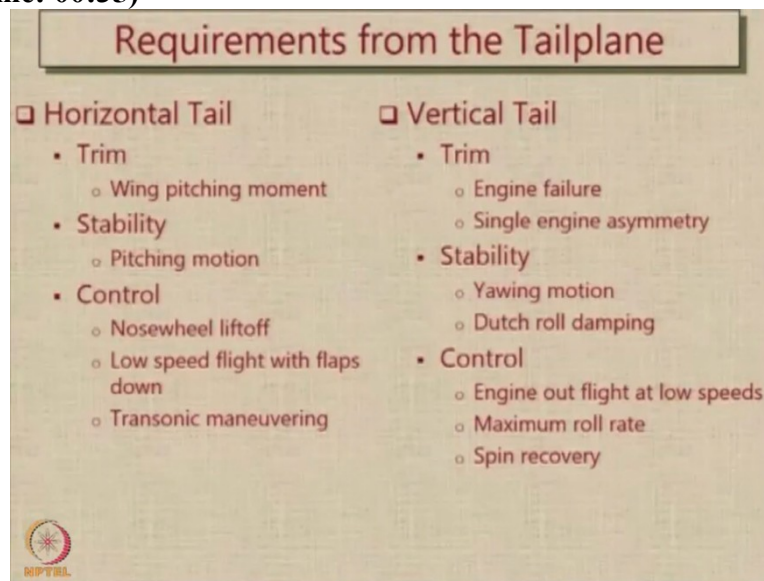 Requirements from the Tailplane
❑ Horizontal Tail
▪ Trim
○ Wing pitching moment
▪ Stability
○ Pitching motion
▪ Control
○ Nosewheel liftoff
○ Low speed flight with flaps
down
○ Transonic maneuvering
❑ Vertical Tail
▪ Trim
○ Engine failure
○ Single engine asymmetry
▪ Stability
○ Yawing motion
○ Dutch roll damping
▪ Control
○ Engine out flight at low speeds
○ Maximum roll rate
○ Spin recovery
NPTEL